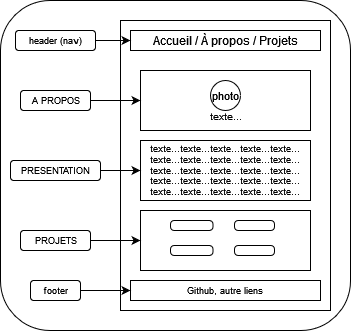 header (nav)
Accueil / À propos / Projets
A PROPOS
photo
texte...
PRESENTATION
texte...texte...texte...texte...texte...
texte...texte...texte...texte...texte...
texte...texte...texte...texte...texte...
texte...texte...texte...texte...texte...
texte...texte...texte...texte...texte...
PROJETS
footer
Github, autre liens